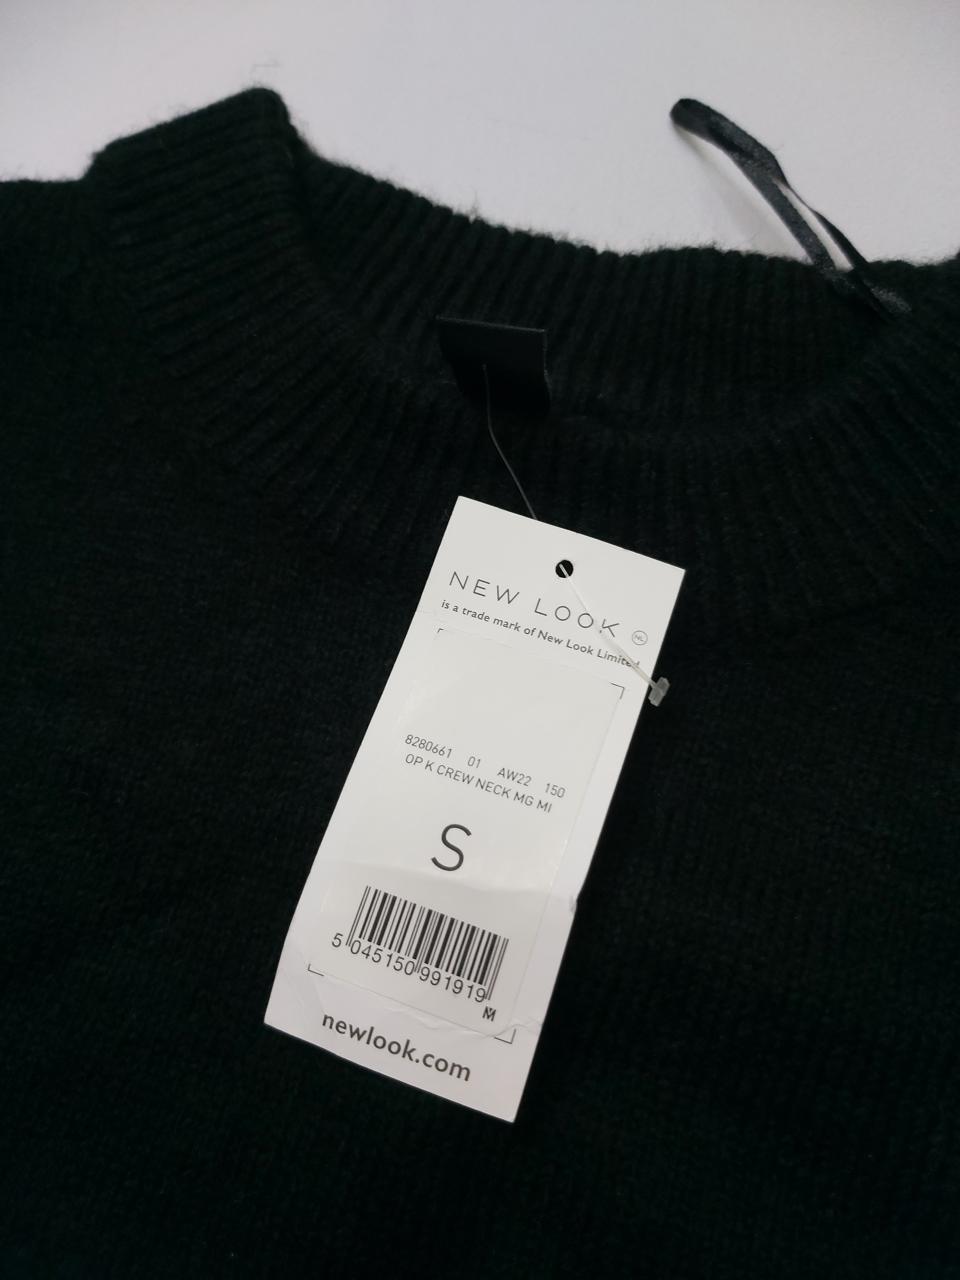 NEW LOOK NL
is a trade mark of New Look Limited
8280661 01 AW22 150
OP K CREW NECK MG MI
S
5 045150 991919
M
newlook.com